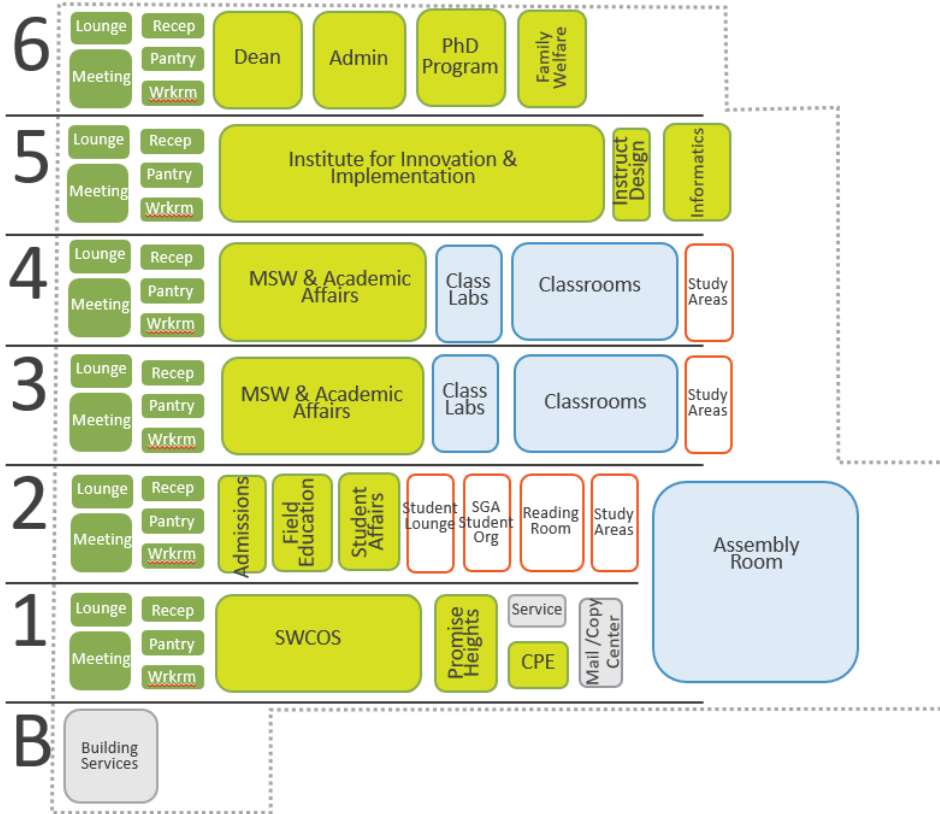 6
Lounge
Recep
Meeting
Pantry
Wrkrm
Dean
Admin
PhD
Program
Family
Welfare
5
Lounge
Recep
Meeting
Pantry
Wrkrm
Institute for Innovation &
Implementation
Instruct
Design
Informatics
4
Lounge
Recep
Meeting
Pantry
Wrkrm
MSW & Academic
Affairs
Class
Labs
Classrooms
Study
Areas
3
Lounge
Recep
Meeting
Pantry
Wrkrm
MSW & Academic
Affairs
Class
Labs
Classrooms
Study
Areas
2
Lounge
Recep
Meeting
Pantry
Wrkrm
Admissions
Field
Education
Student
Affairs
Student
Lounge
SGA
Student
Org
Reading
Room
Study
Areas
Assembly
Room
1
Lounge
Recep
Meeting
Pantry
Wrkrm
SWCOS
Promise
Heights
Service
CPE
Mail /Copy
Center
B
Building
Services